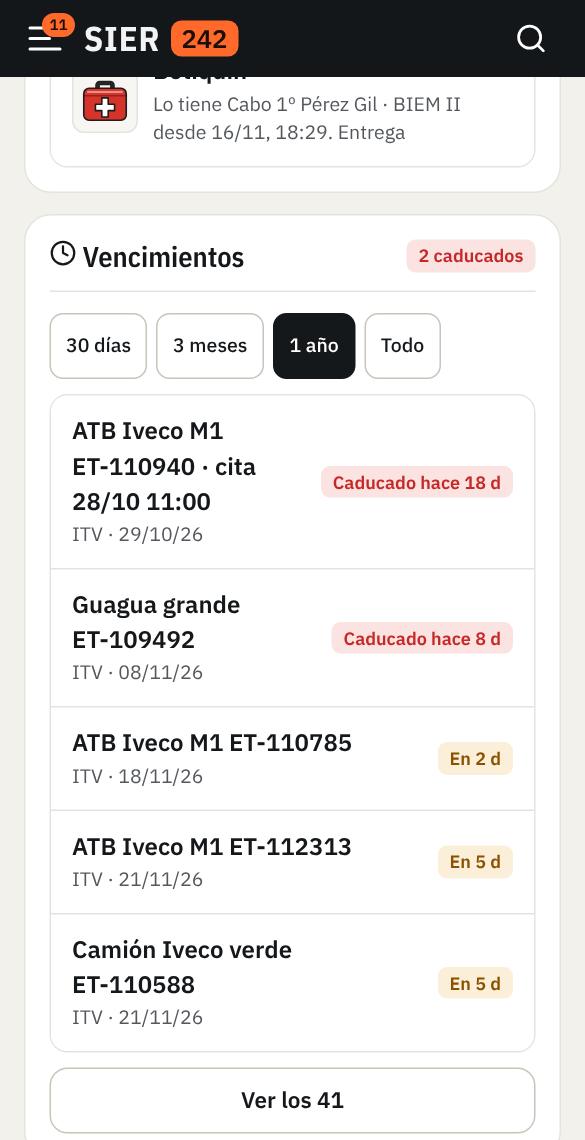 11
SIER 242
Botiquín
Lo tiene Cabo 1º Pérez Gil · BIEM II
desde 16/11, 18:29. Entrega
Vencimientos
2 caducados
30 días
3 meses
1 año
Todo
ATB Iveco M1
ET-110940 · cita
28/10 11:00
ITV · 29/10/26
Caducado hace 18 d
Guagua grande
ET-109492
ITV · 08/11/26
Caducado hace 8 d
ATB Iveco M1 ET-110785
ITV · 18/11/26
En 2 d
ATB Iveco M1 ET-112313
ITV · 21/11/26
En 5 d
Camión Iveco verde
ET-110588
ITV · 21/11/26
En 5 d
Ver los 41